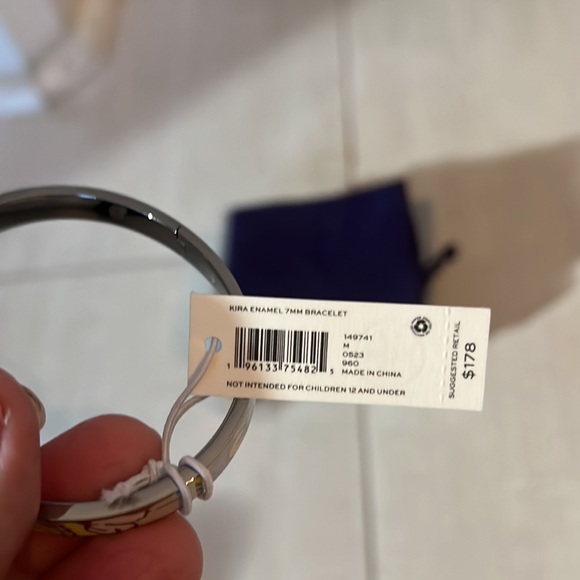 KIRA ENAMEL 7MM BRACELET
149741
M
0523
960
1 96133 75482 5
MADE IN CHINA
NOT INTENDED FOR CHILDREN 12 AND UNDER
SUGGESTED RETAIL
$178